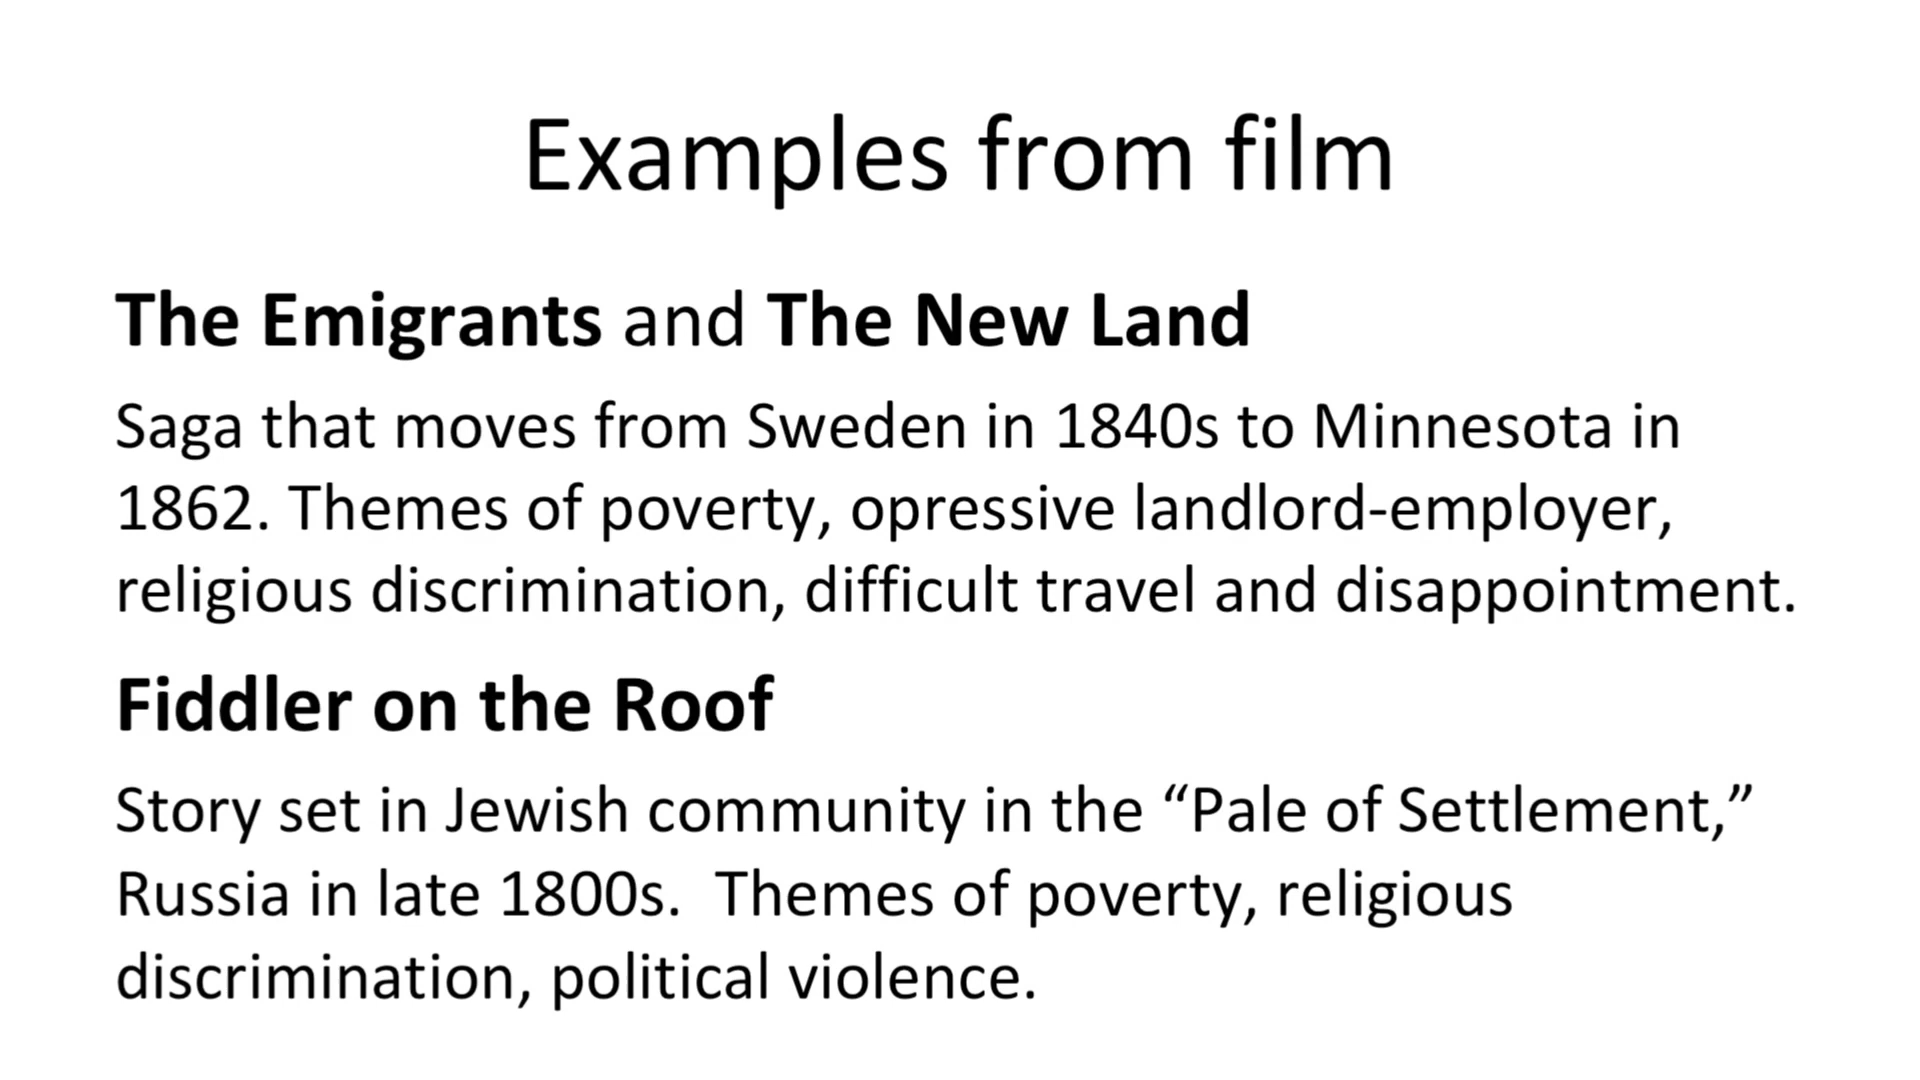 Examples from film
The Emigrants and The New Land
Saga that moves from Sweden in 1840s to Minnesota in
1862. Themes of poverty, opressive landlord-employer,
religious discrimination, difficult travel and disappointment.
Fiddler on the Roof
Story set in Jewish community in the “Pale of Settlement,”
Russia in late 1800s.  Themes of poverty, religious
discrimination, political violence.